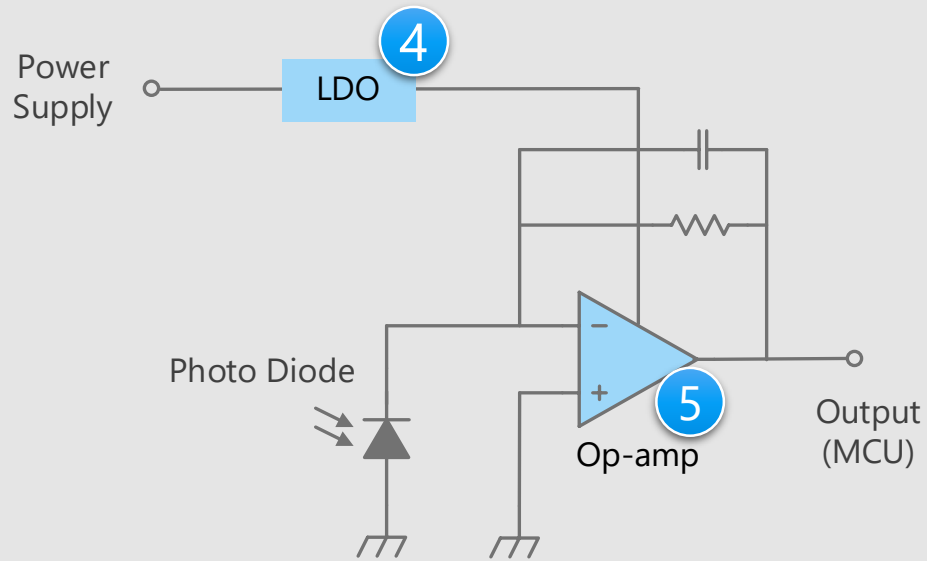 4
Power
Supply
LDO
Photo Diode
5
Op-amp
Output
(MCU)